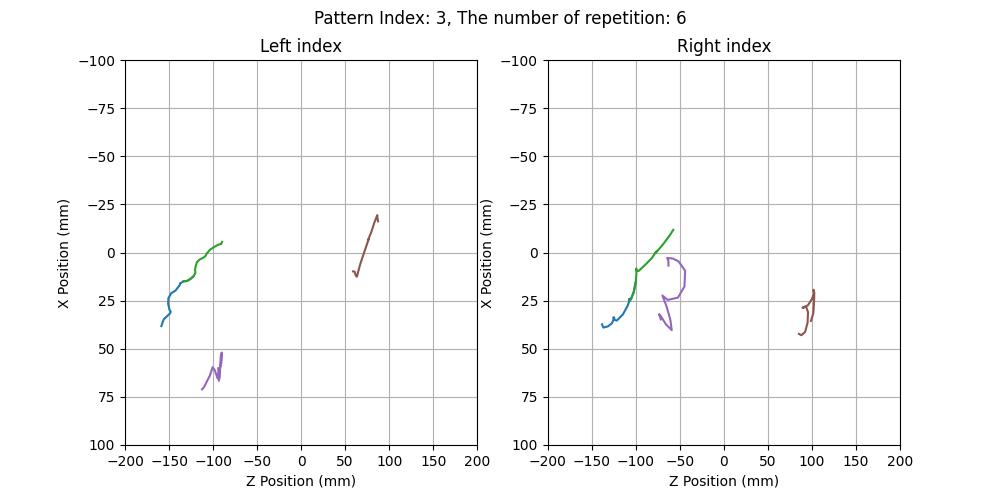 Pattern Index: 3, The number of repetition: 6
Left index
Right index
−100
−75
−50
−25
0
25
50
75
100
X Position (mm)
−200 −150 −100 −50 0 50 100 150 200
Z Position (mm)
−100
−75
−50
−25
0
25
50
75
100
X Position (mm)
−200 −150 −100 −50 0 50 100 150 200
Z Position (mm)